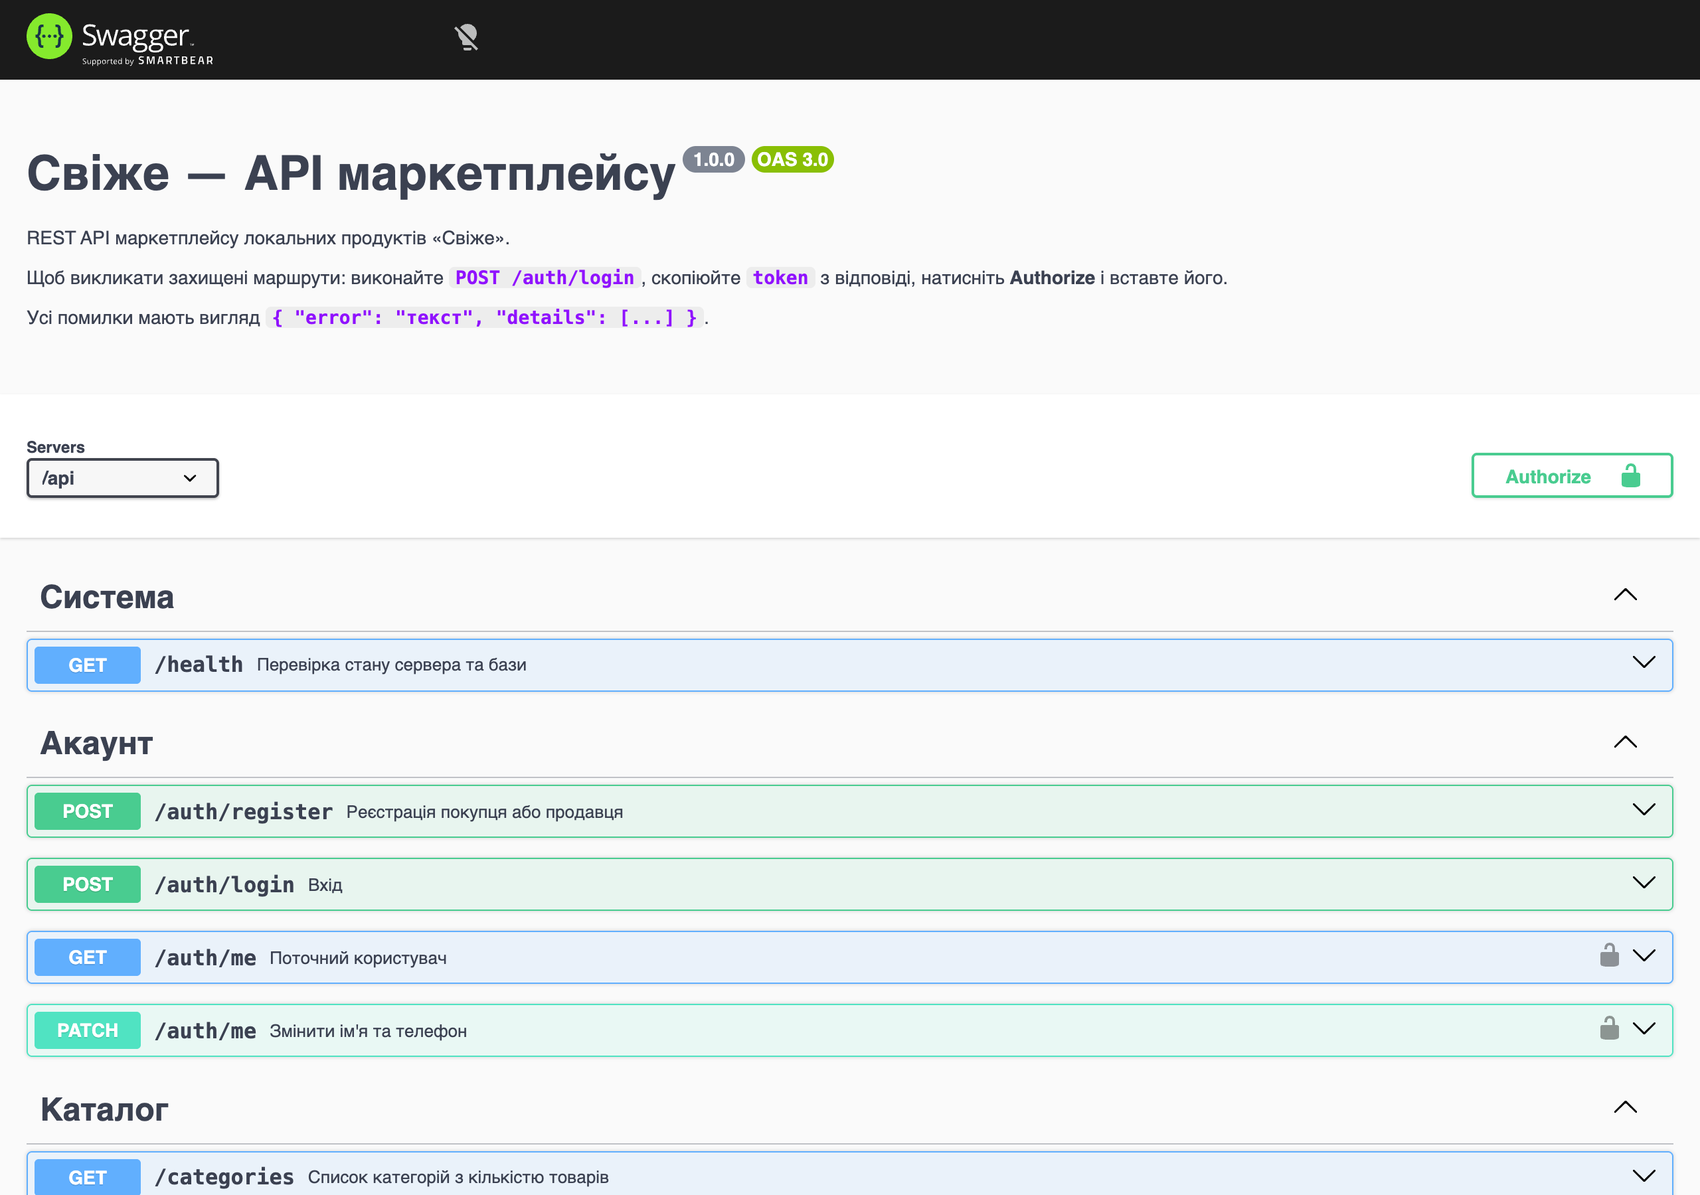 Swagger
Supported by SMARTBEAR
Свіже — API маркетплейсу 1.0.0 OAS 3.0
REST API маркетплейсу локальних продуктів «Свіже».
Щоб викликати захищені маршрути: виконайте POST /auth/login, скопіюйте token з відповіді, натисніть Authorize і вставте його.
Усі помилки мають вигляд { "error": "текст", "details": [...] }.
Servers
/api
Authorize
Система
GET /health Перевірка стану сервера та бази
Акаунт
POST /auth/register Реєстрація покупця або продавця
POST /auth/login Вхід
GET /auth/me Поточний користувач
PATCH /auth/me Змінити ім'я та телефон
Каталог
GET /categories Список категорій з кількістю товарів